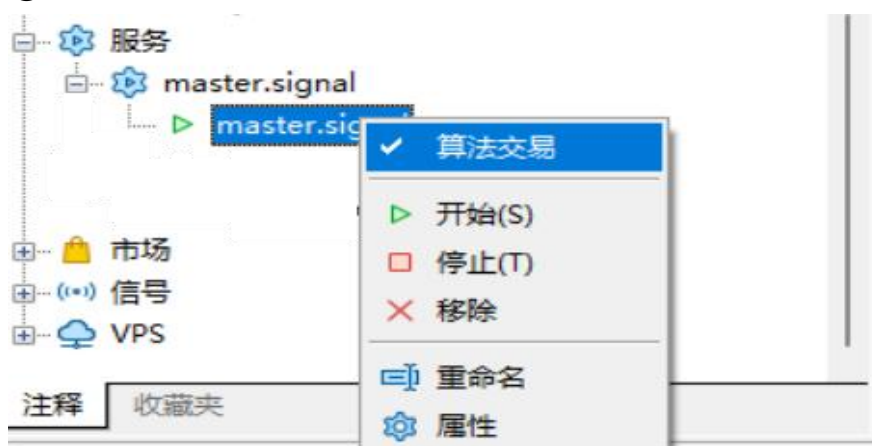 服务
master.signal
master.sig
算法交易
开始(S)
停止(T)
移除
重命名
属性
市场
信号
VPS
注释
收藏夹